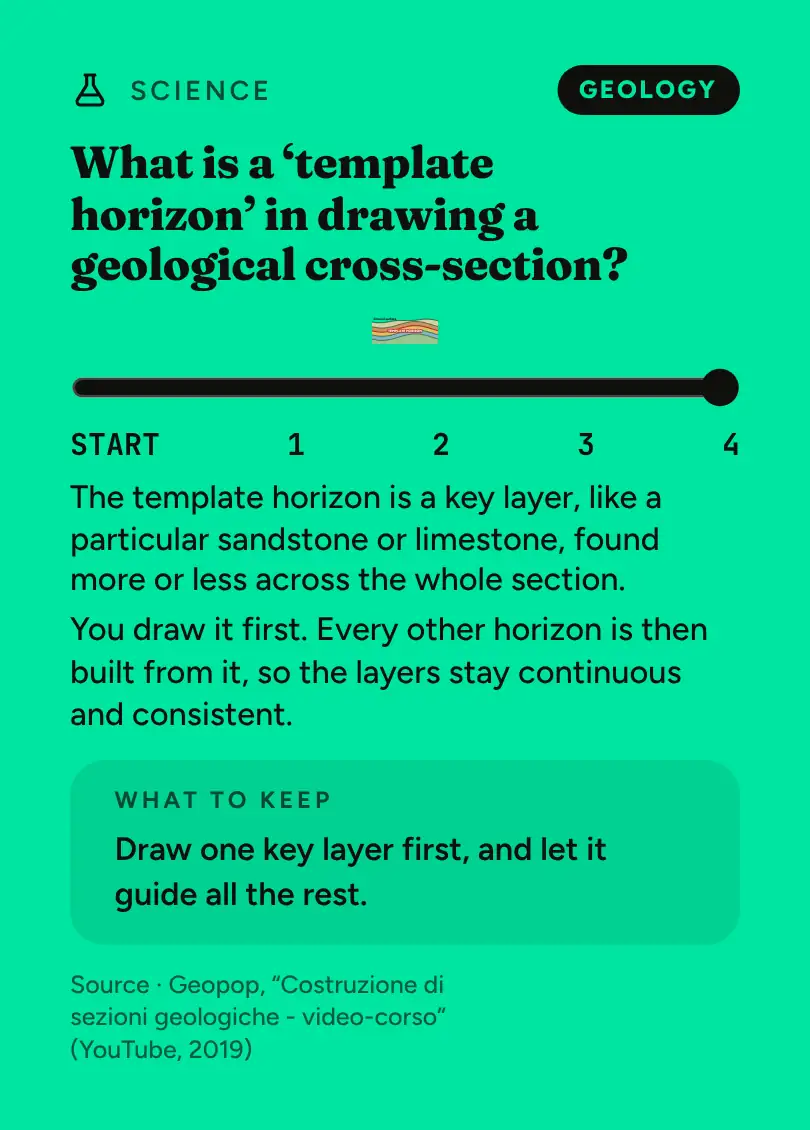 SCIENCE
GEOLOGY
What is a ‘template
horizon’ in drawing a
geological cross-section?
START 1 2 3 4
The template horizon is a key layer, like a
particular sandstone or limestone, found
more or less across the whole section.
You draw it first. Every other horizon is then
built from it, so the layers stay continuous
and consistent.
WHAT TO KEEP
Draw one key layer first, and let it
guide all the rest.
Source · Geopop, “Costruzione di
sezioni geologiche - video-corso”
(YouTube, 2019)